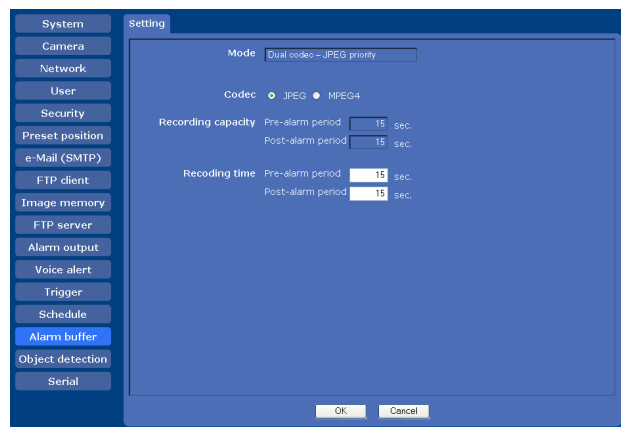 System
Camera
Network
User
Security
Preset position
e-Mail (SMTP)
FTP client
Image memory
FTP server
Alarm output
Voice alert
Trigger
Schedule
Alarm buffer
Object detection
Serial
Setting
Mode Dual codec – JPEG priority
Codec JPEG MPEG4
Recording capacity Pre-alarm period 15 sec.
Post-alarm period 15 sec.
Recoding time Pre-alarm period 15 sec.
Post-alarm period 15 sec.
OK Cancel